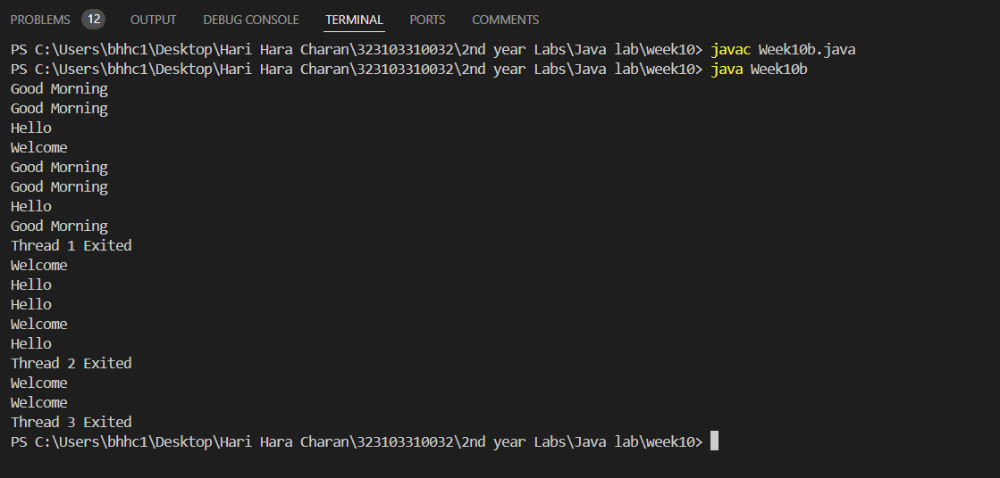 PROBLEMS 12 OUTPUT DEBUG CONSOLE TERMINAL PORTS COMMENTS
PS C:\Users\bhhc1\Desktop\Hari Hara Charan\323103310032\2nd year Labs\Java lab\week10> javac Week10b.java
PS C:\Users\bhhc1\Desktop\Hari Hara Charan\323103310032\2nd year Labs\Java lab\week10> java Week10b
Good Morning
Good Morning
Hello
Welcome
Good Morning
Good Morning
Hello
Good Morning
Thread 1 Exited
Welcome
Hello
Hello
Welcome
Hello
Thread 2 Exited
Welcome
Welcome
Thread 3 Exited
PS C:\Users\bhhc1\Desktop\Hari Hara Charan\323103310032\2nd year Labs\Java lab\week10>